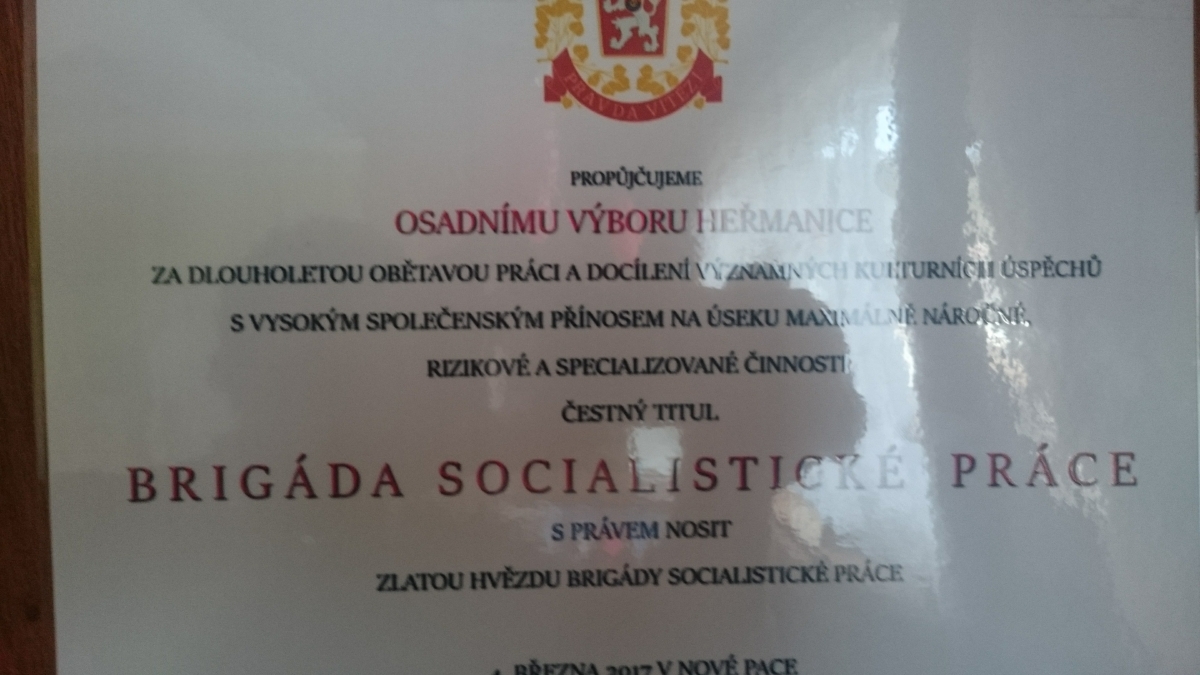 PRAVDA VÍTĚZÍ
PROPŮJČUJEME
OSADNÍMU VÝBORU HEŘMANICE
ZA DLOUHOLETOU OBĚTAVOU PRÁCI A DOCÍLENÍ VÝZNAMNÝCH KULTURNÍCH ÚSPĚCHŮ
S VYSOKÝM SPOLEČENSKÝM PŘÍNOSEM NA ÚSEKU MAXIMÁLNĚ NÁROČNÉ,
RIZIKOVÉ A SPECIALIZOVANÉ ČINNOSTI
ČESTNÝ TITUL
BRIGÁDA SOCIALISTICKÉ PRÁCE
S PRÁVEM NOSIT
ZLATOU HVĚZDU BRIGÁDY SOCIALISTICKÉ PRÁCE
BŘEZNA 2017 V NOVÉ PACE